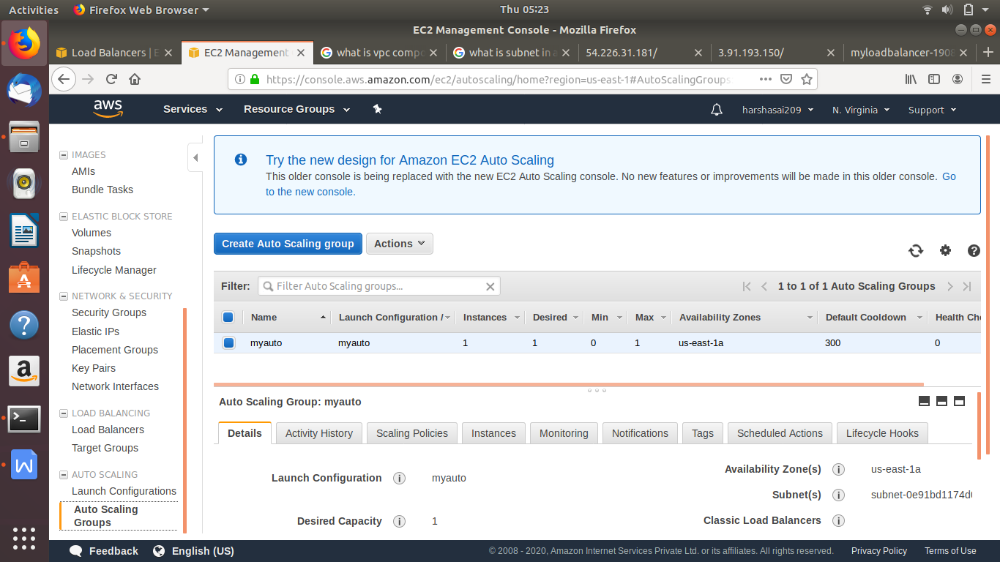 Activities Firefox Web Browser Thu 05:23
EC2 Management Console - Mozilla Firefox
Load Balancers | E EC2 Management what is vpc compo what is subnet in a 54.226.31.181/ 3.91.193.150/ myloadbalancer-1908
https://console.aws.amazon.com/ec2/autoscaling/home?region=us-east-1#AutoScalingGroups
aws Services Resource Groups harshasai209 N. Virginia Support
IMAGES
AMIs
Bundle Tasks
ELASTIC BLOCK STORE
Volumes
Snapshots
Lifecycle Manager
NETWORK & SECURITY
Security Groups
Elastic IPs
Placement Groups
Key Pairs
Network Interfaces
LOAD BALANCING
Load Balancers
Target Groups
AUTO SCALING
Launch Configurations
Auto Scaling
Groups
Try the new design for Amazon EC2 Auto Scaling
This older console is being replaced with the new EC2 Auto Scaling console. No new features or improvements will be made in this older console. Go
to the new console.
Create Auto Scaling group Actions
Filter: Filter Auto Scaling groups... 1 to 1 of 1 Auto Scaling Groups
Name Launch Configuration / Instances Desired Min Max Availability Zones Default Cooldown Health Che
myauto myauto 1 1 0 1 us-east-1a 300 0
Auto Scaling Group: myauto
Details Activity History Scaling Policies Instances Monitoring Notifications Tags Scheduled Actions Lifecycle Hooks
Launch Configuration myauto
Desired Capacity 1
Availability Zone(s) us-east-1a
Subnet(s) subnet-0e91bd1174d
Classic Load Balancers
Feedback English (US) © 2008 - 2020, Amazon Internet Services Private Ltd. or its affiliates. All rights reserved. Privacy Policy Terms of Use